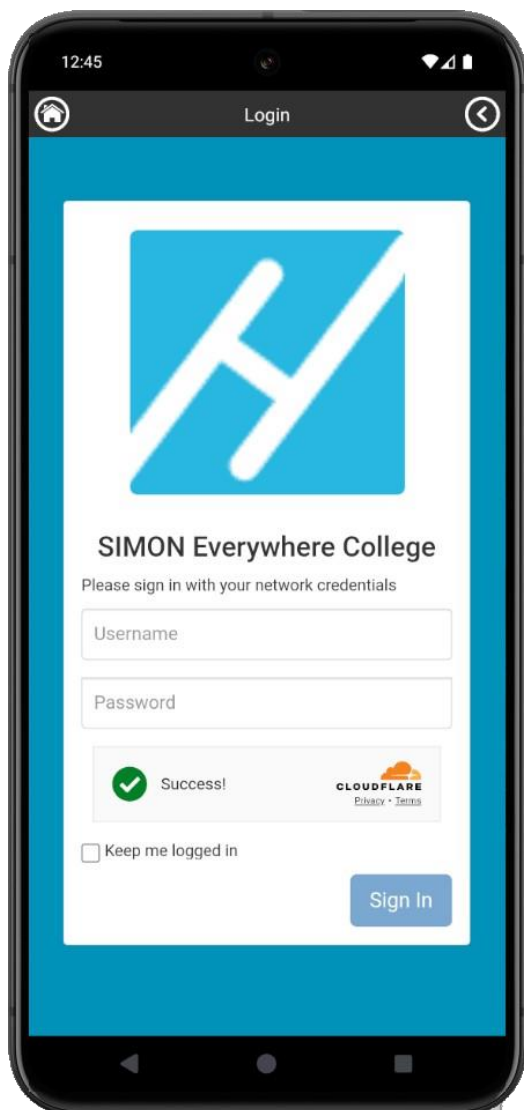 12:45
Login
SIMON Everywhere College
Please sign in with your network credentials
Username
Password
Success!
CLOUDFLARE
Privacy • Terms
Keep me logged in
Sign In